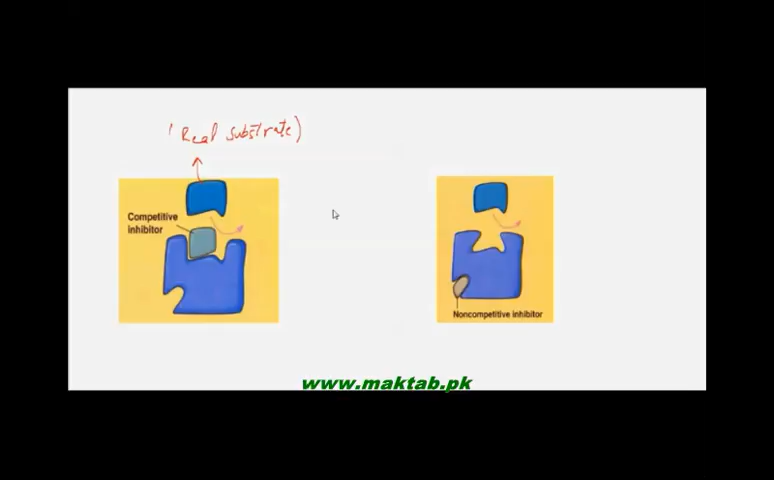 (Real substrate)
Competitive
inhibitor
Noncompetitive inhibitor
www.maktab.pk